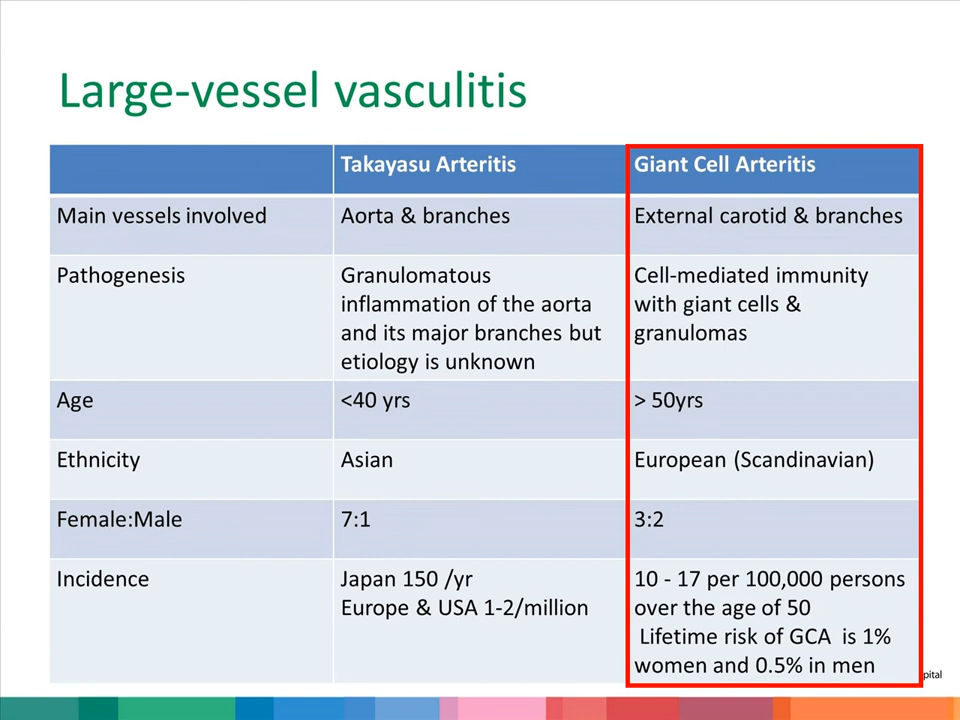 Large-vessel vasculitis
Takayasu Arteritis
Giant Cell Arteritis
Main vessels involved
Aorta & branches
External carotid & branches
Pathogenesis
Granulomatous
inflammation of the aorta
and its major branches but
etiology is unknown
Cell-mediated immunity
with giant cells &
granulomas
Age
<40 yrs
> 50yrs
Ethnicity
Asian
European (Scandinavian)
Female:Male
7:1
3:2
Incidence
Japan 150 /yr
Europe & USA 1-2/million
10 - 17 per 100,000 persons
over the age of 50
Lifetime risk of GCA is 1%
women and 0.5% in men